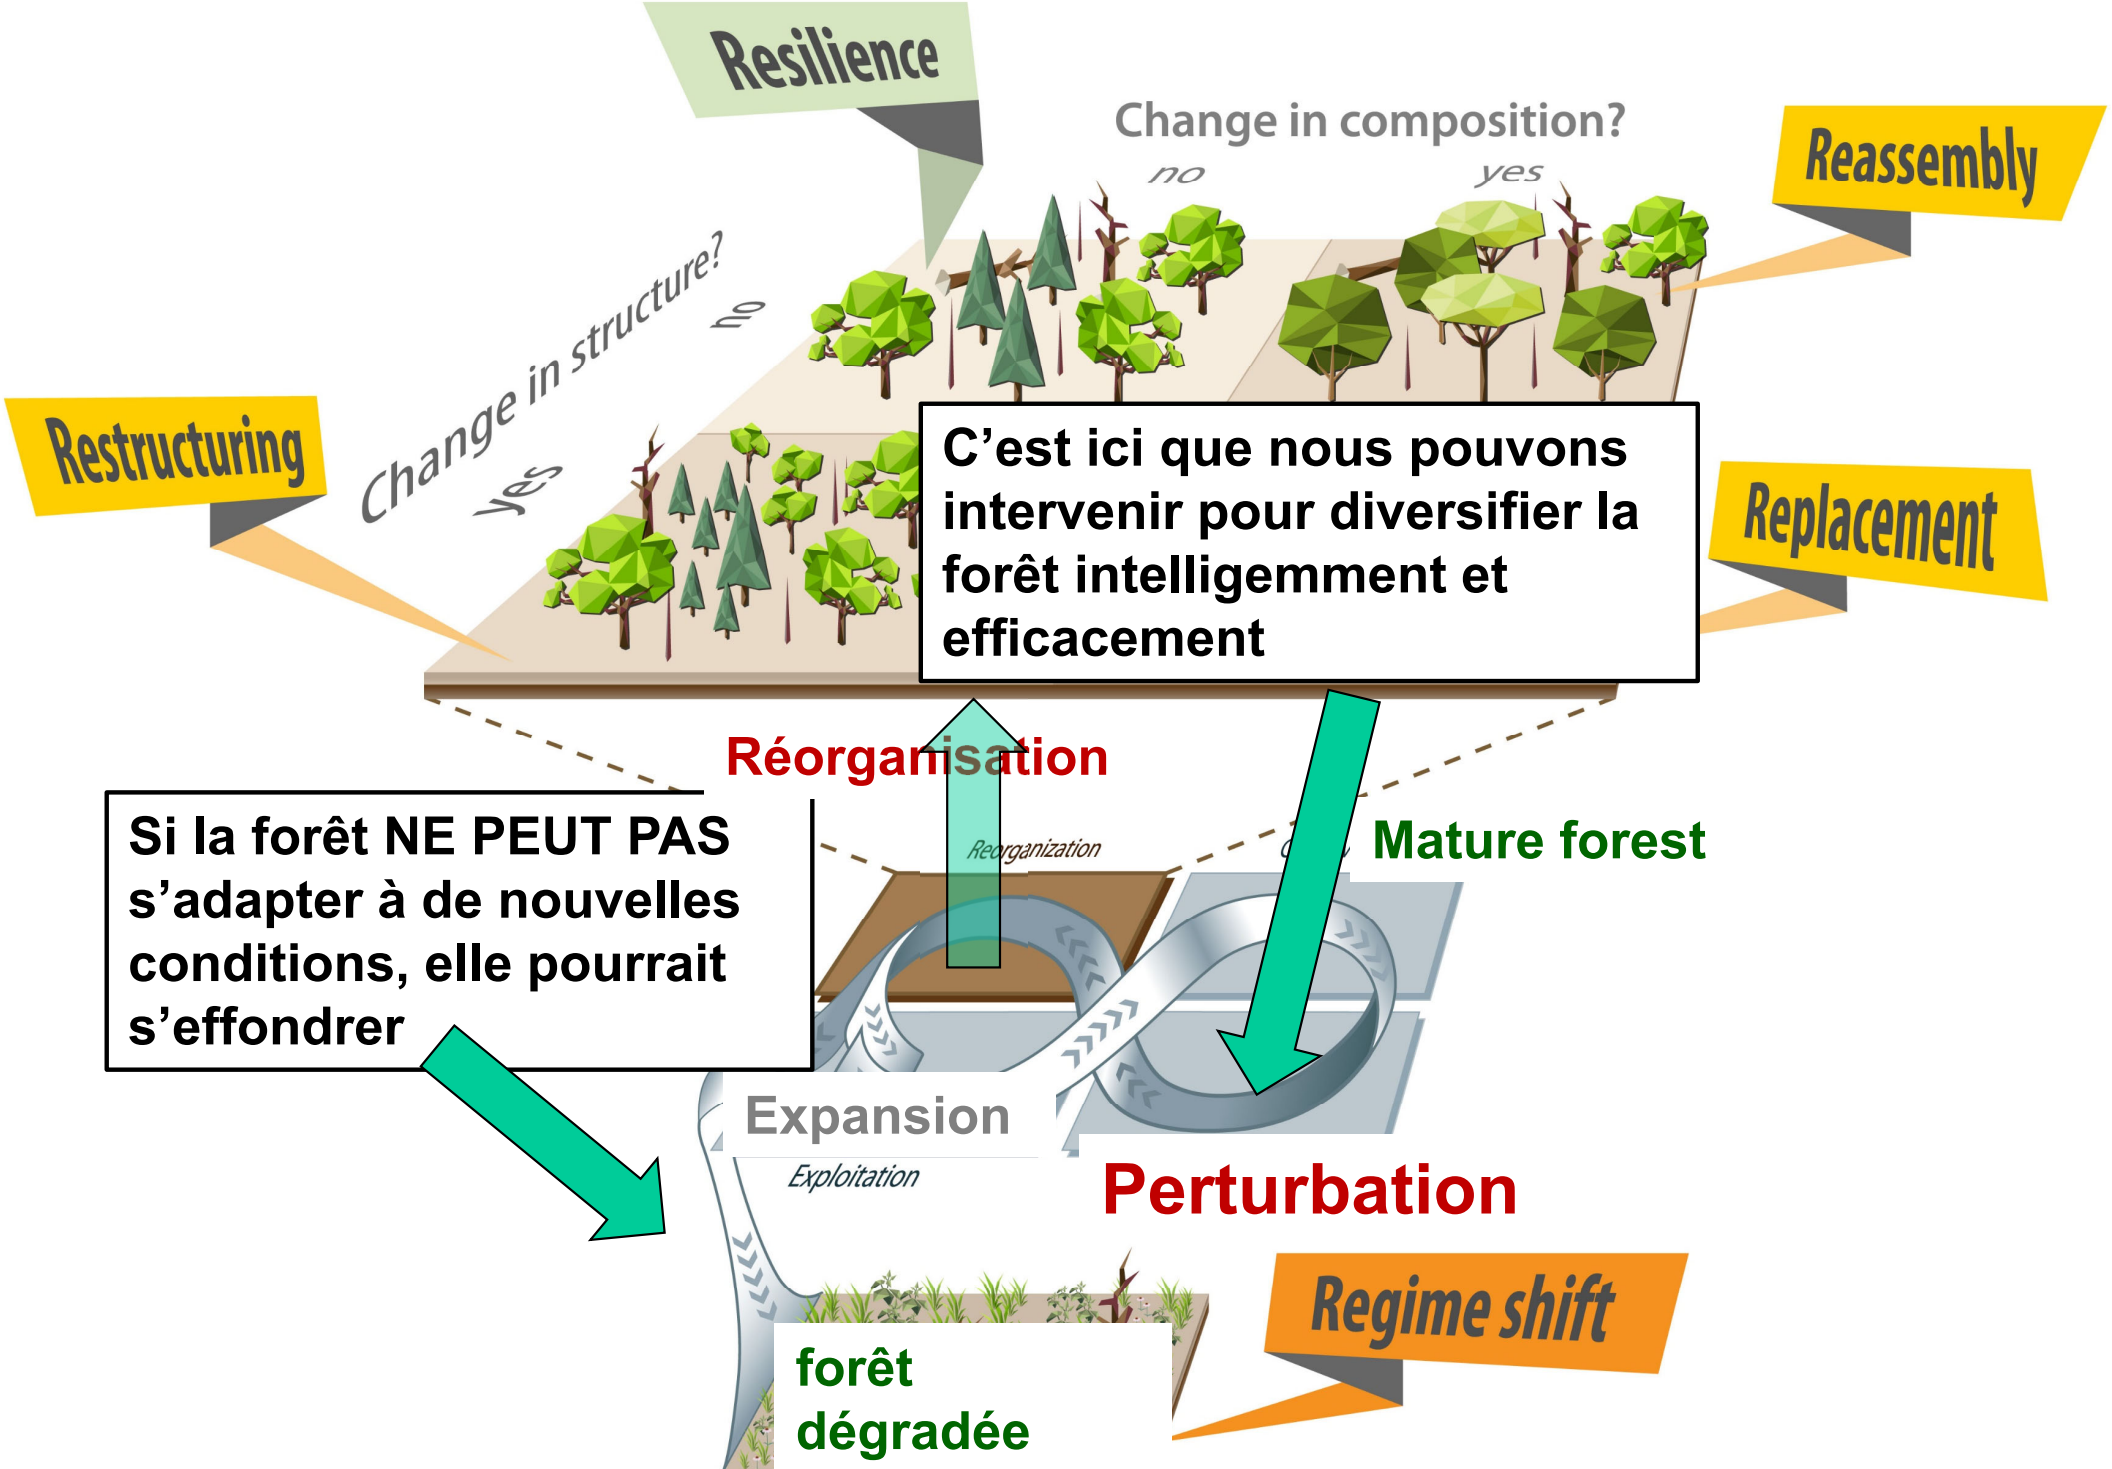 Resilience
Change in composition?
no
yes
Reassembly
Change in structure?
no
yes
Restructuring
C’est ici que nous pouvons
intervenir pour diversifier la
forêt intelligemment et
efficacement
Replacement
Réorganisation
Si la forêt NE PEUT PAS
s’adapter à de nouvelles
conditions, elle pourrait
s’effondrer
Reorganization
Mature forest
Expansion
Exploitation
Perturbation
Regime shift
forêt
dégradée